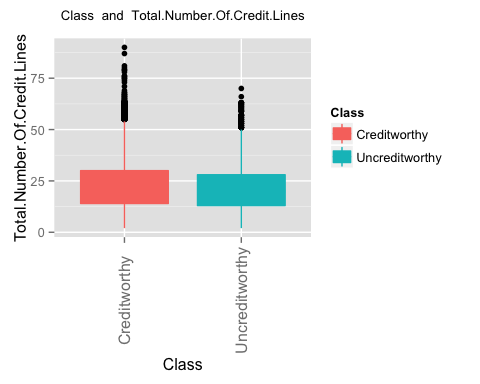 Class and Total.Number.Of.Credit.Lines
Total.Number.Of.Credit.Lines
75
50
25
0
Creditworthy
Uncreditworthy
Class
Class
Creditworthy
Uncreditworthy